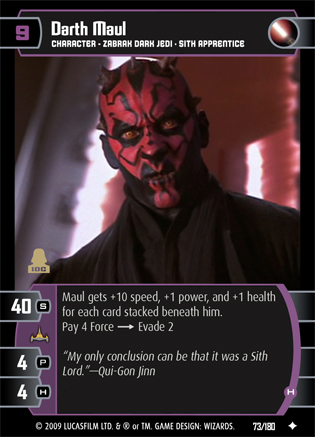 9 Darth Maul
CHARACTER - ZABRAK DARK JEDI • SITH APPRENTICE
IDC
40 S
Maul gets +10 speed, +1 power, and +1 health
for each card stacked beneath him.
Pay 4 Force → Evade 2
4 P
“My only conclusion can be that it was a Sith
Lord.”—Qui-Gon Jinn
4 H
H
© 2009 LUCASFILM LTD. & ® or TM. GAME DESIGN: WIZARDS. 73/180